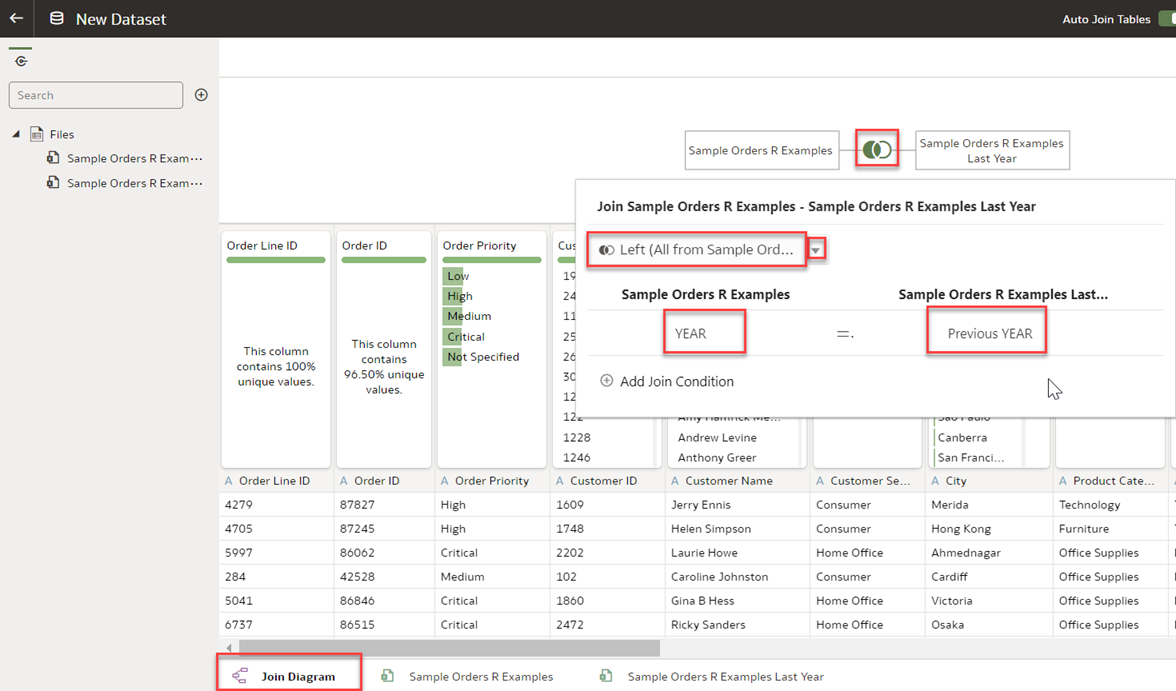 New Dataset
Auto Join Tables
Search
Files
Sample Orders R Exam···
Sample Orders R Exam···
Sample Orders R Examples
Sample Orders R Examples
Last Year
Join Sample Orders R Examples - Sample Orders R Examples Last Year
Left (All from Sample Ord...
Sample Orders R Examples
Sample Orders R Examples Last...
YEAR
=.
Previous YEAR
Add Join Condition
Order Line ID
Order ID
Order Priority
This column
contains 100%
unique values.
This column
contains
96.50% unique
values.
Low
High
Medium
Critical
Not Specified
1228
1246
Amy Hamrick Me...
Andrew Levine
Anthony Greer
Sao Paulo
Canberra
San Franci...
A Order Line ID A Order ID A Order Priority A Customer ID A Customer Name A Customer Se... A City A Product Cate...
4279 87827 High 1609 Jerry Ennis Consumer Merida Technology
4705 87245 High 1748 Helen Simpson Consumer Hong Kong Furniture
5997 86062 Critical 2202 Laurie Howe Home Office Ahmednagar Office Supplies
284 42528 Medium 102 Caroline Johnston Consumer Cardiff Office Supplies
5041 86846 Critical 1860 Gina B Hess Home Office Victoria Office Supplies
6737 86515 Critical 2472 Ricky Sanders Home Office Osaka Office Supplies
Join Diagram
Sample Orders R Examples
Sample Orders R Examples Last Year